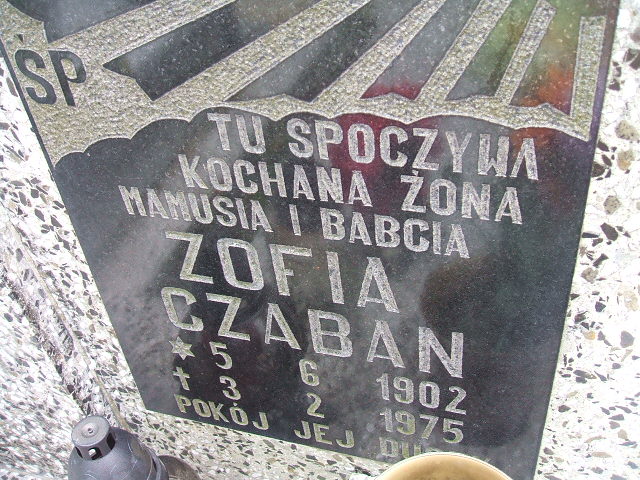 ŚP
TU SPOCZYWA
KOCHANA ŻONA
MAMUSIA I BABCIA
ZOFIA
CZABAN
5 6 1902
3 2 1975
POKÓJ JEJ